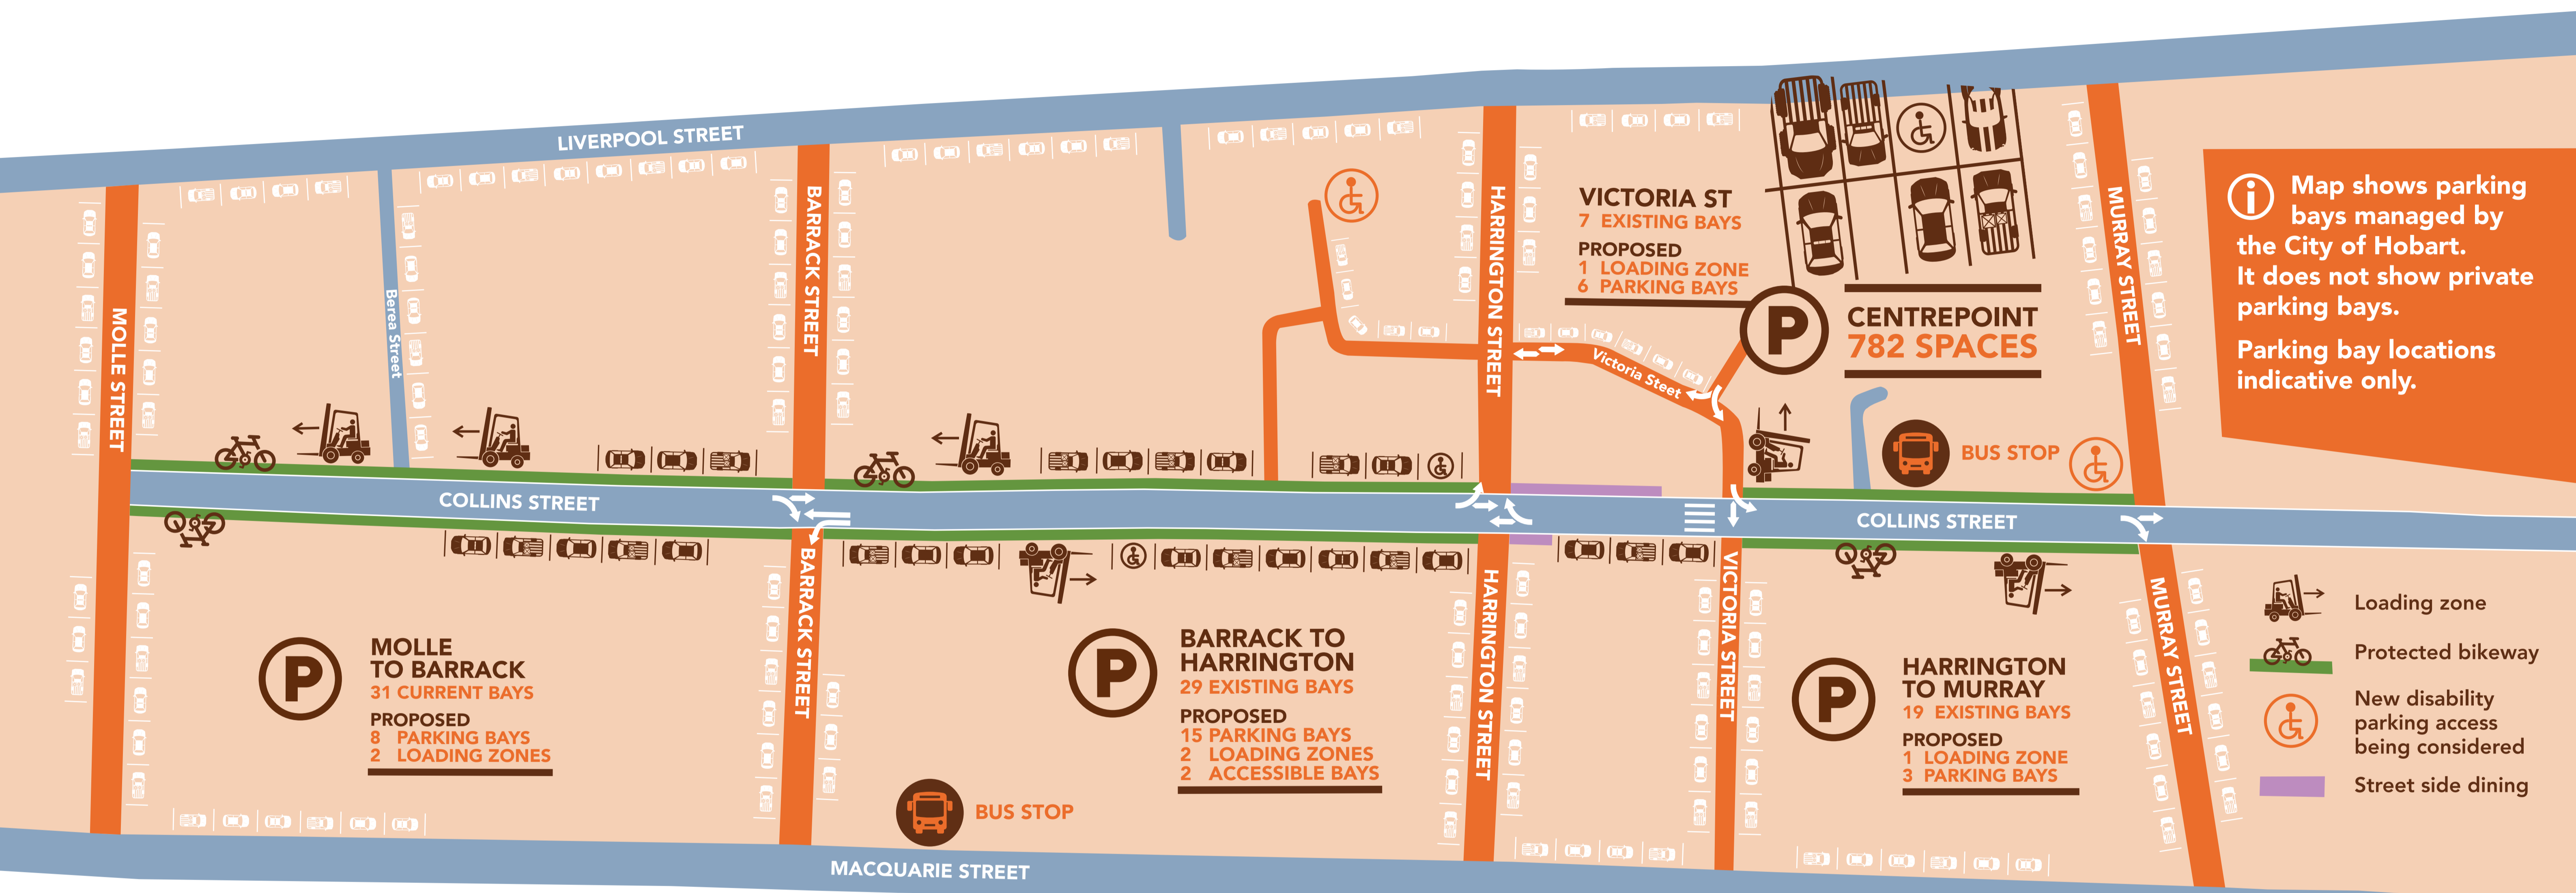 LIVERPOOL STREET
MOLLE STREET
Berea Street
BARRACK STREET
HARRINGTON STREET
VICTORIA ST
7 EXISTING BAYS
PROPOSED
1 LOADING ZONE
6 PARKING BAYS
Victoria Steet
P
CENTREPOINT
782 SPACES
MURRAY STREET
i
Map shows parking
bays managed by
the City of Hobart.
It does not show private
parking bays.
Parking bay locations
indicative only.
BUS STOP
COLLINS STREET
COLLINS STREET
BARRACK STREET
HARRINGTON STREET
VICTORIA STREET
MURRAY STREET
P
MOLLE
TO BARRACK
31 CURRENT BAYS
PROPOSED
8 PARKING BAYS
2 LOADING ZONES
P
BARRACK TO
HARRINGTON
29 EXISTING BAYS
PROPOSED
15 PARKING BAYS
2 LOADING ZONES
2 ACCESSIBLE BAYS
P
HARRINGTON
TO MURRAY
19 EXISTING BAYS
PROPOSED
1 LOADING ZONE
3 PARKING BAYS
Loading zone
Protected bikeway
New disability
parking access
being considered
Street side dining
BUS STOP
MACQUARIE STREET